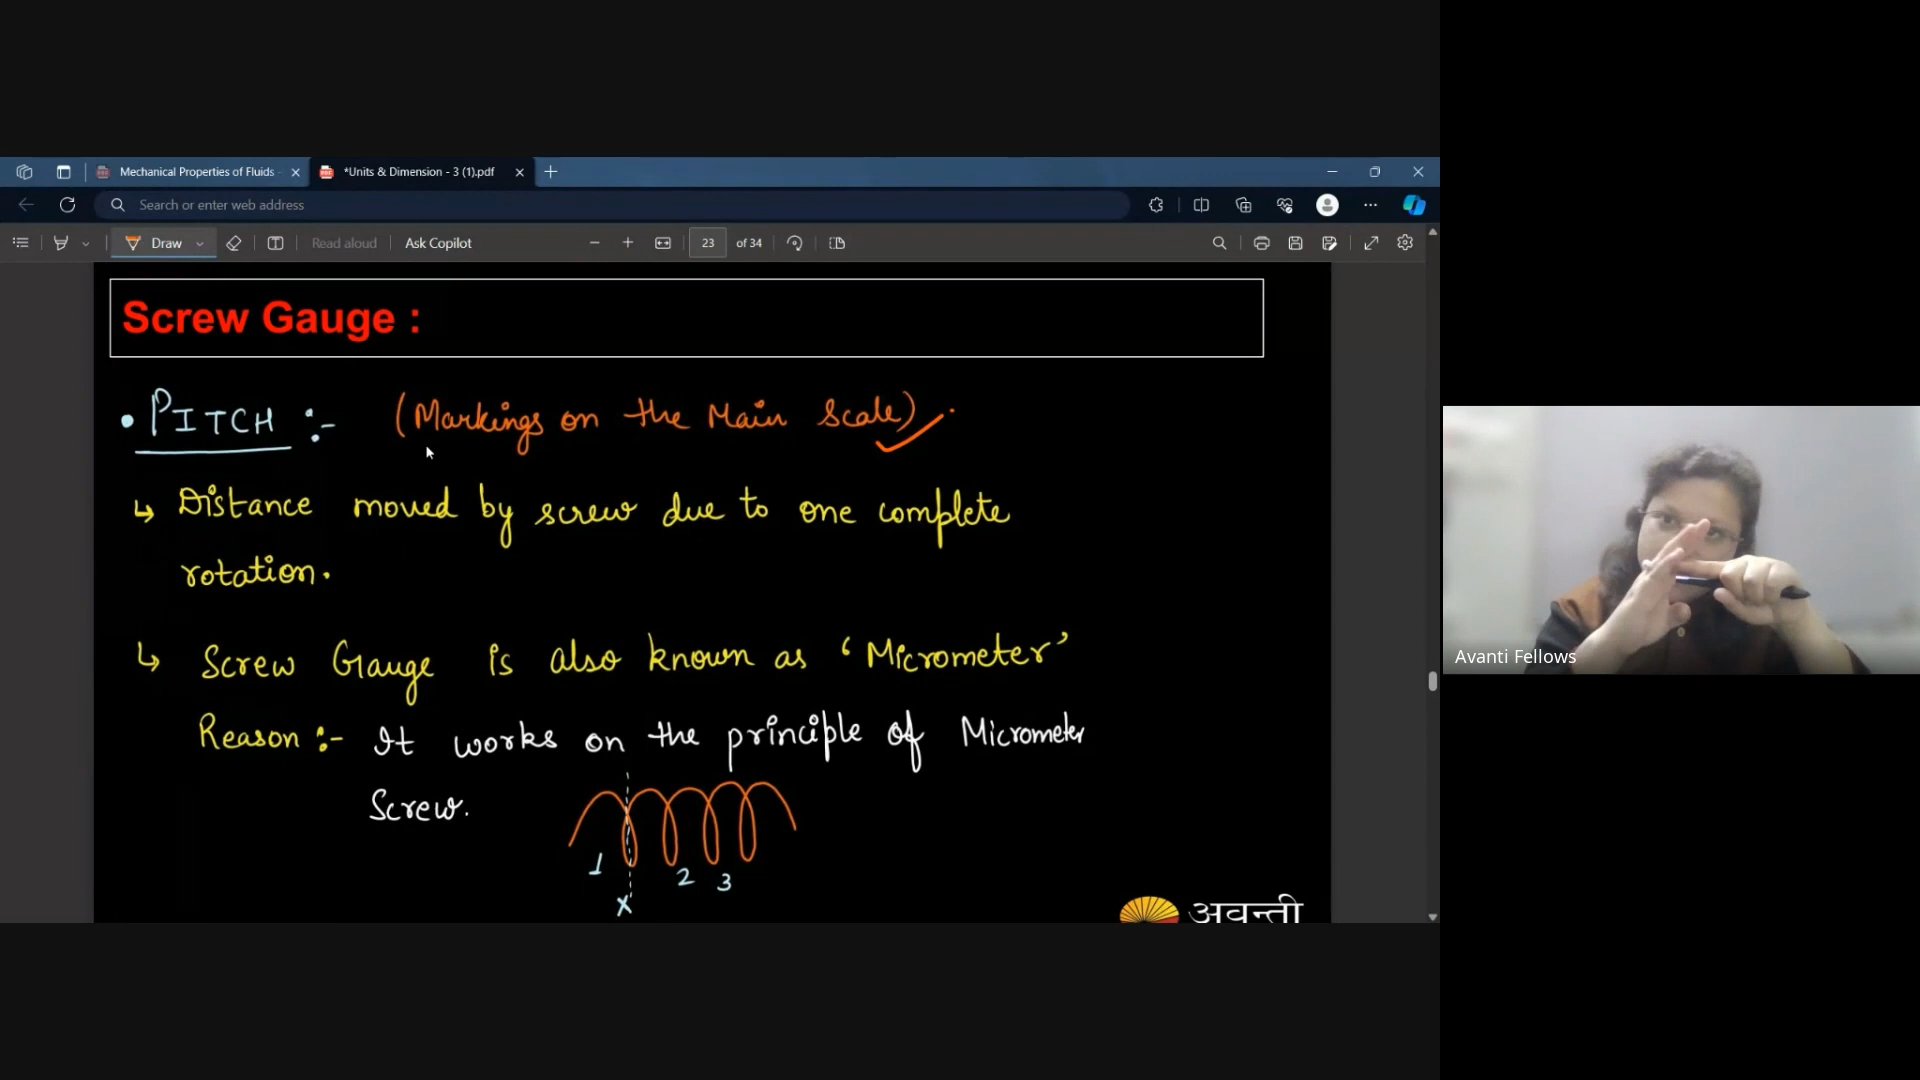 Mechanical Properties of Fluids -
*Units & Dimension - 3 (1).pdf
Search or enter web address
Draw
Read aloud
Ask Copilot
23
of 34
Screw Gauge :
• PITCH :- (Markings on the Main Scale)
↳ Distance moved by screw due to one complete
rotation.
↳ Screw Gauge is also known as ‘Micrometer’
Reason :- It works on the principle of Micrometer
Screw.
1 2 3
x
अवन्ती
Avanti Fellows